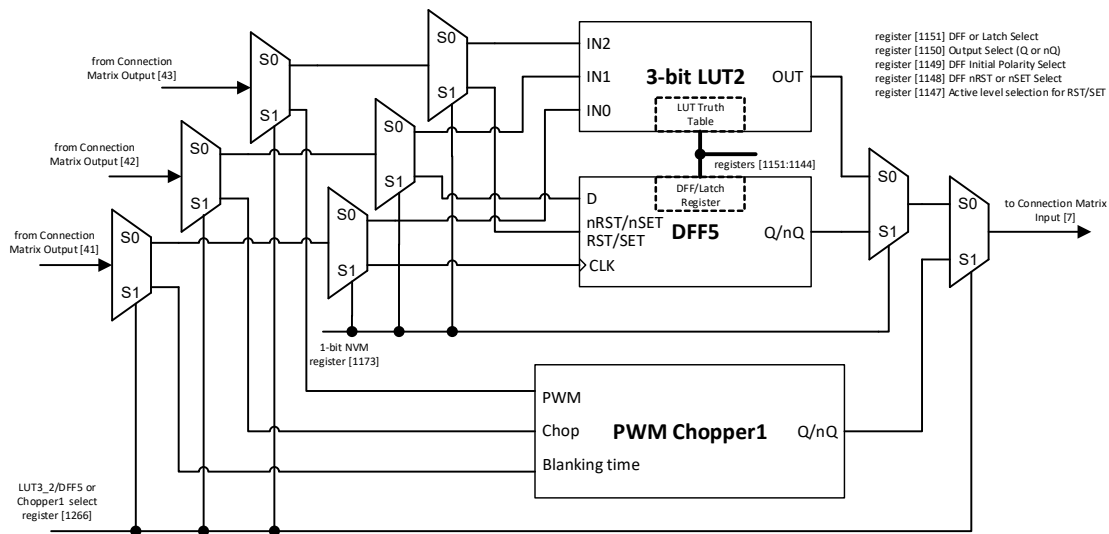 from Connection
Matrix Output [43]
S0
S1
S0
S1
IN2
IN1
IN0
3-bit LUT2
OUT
LUT Truth
Table
register [1151] DFF or Latch Select
register [1150] Output Select (Q or nQ)
register [1149] DFF Initial Polarity Select
register [1148] DFF nRST or nSET Select
register [1147] Active level selection for RST/SET
from Connection
Matrix Output [42]
S0
S1
S0
S1
registers [1151:1144]
DFF/Latch
Register
D
nRST/nSET
RST/SET
CLK
DFF5
Q/nQ
S0
S1
S0
S1
to Connection Matrix
Input [7]
from Connection
Matrix Output [41]
S0
S1
S0
S1
1-bit NVM
register [1173]
PWM
Chop
Blanking time
PWM Chopper1
Q/nQ
LUT3_2/DFF5 or
Chopper1 select
register [1266]